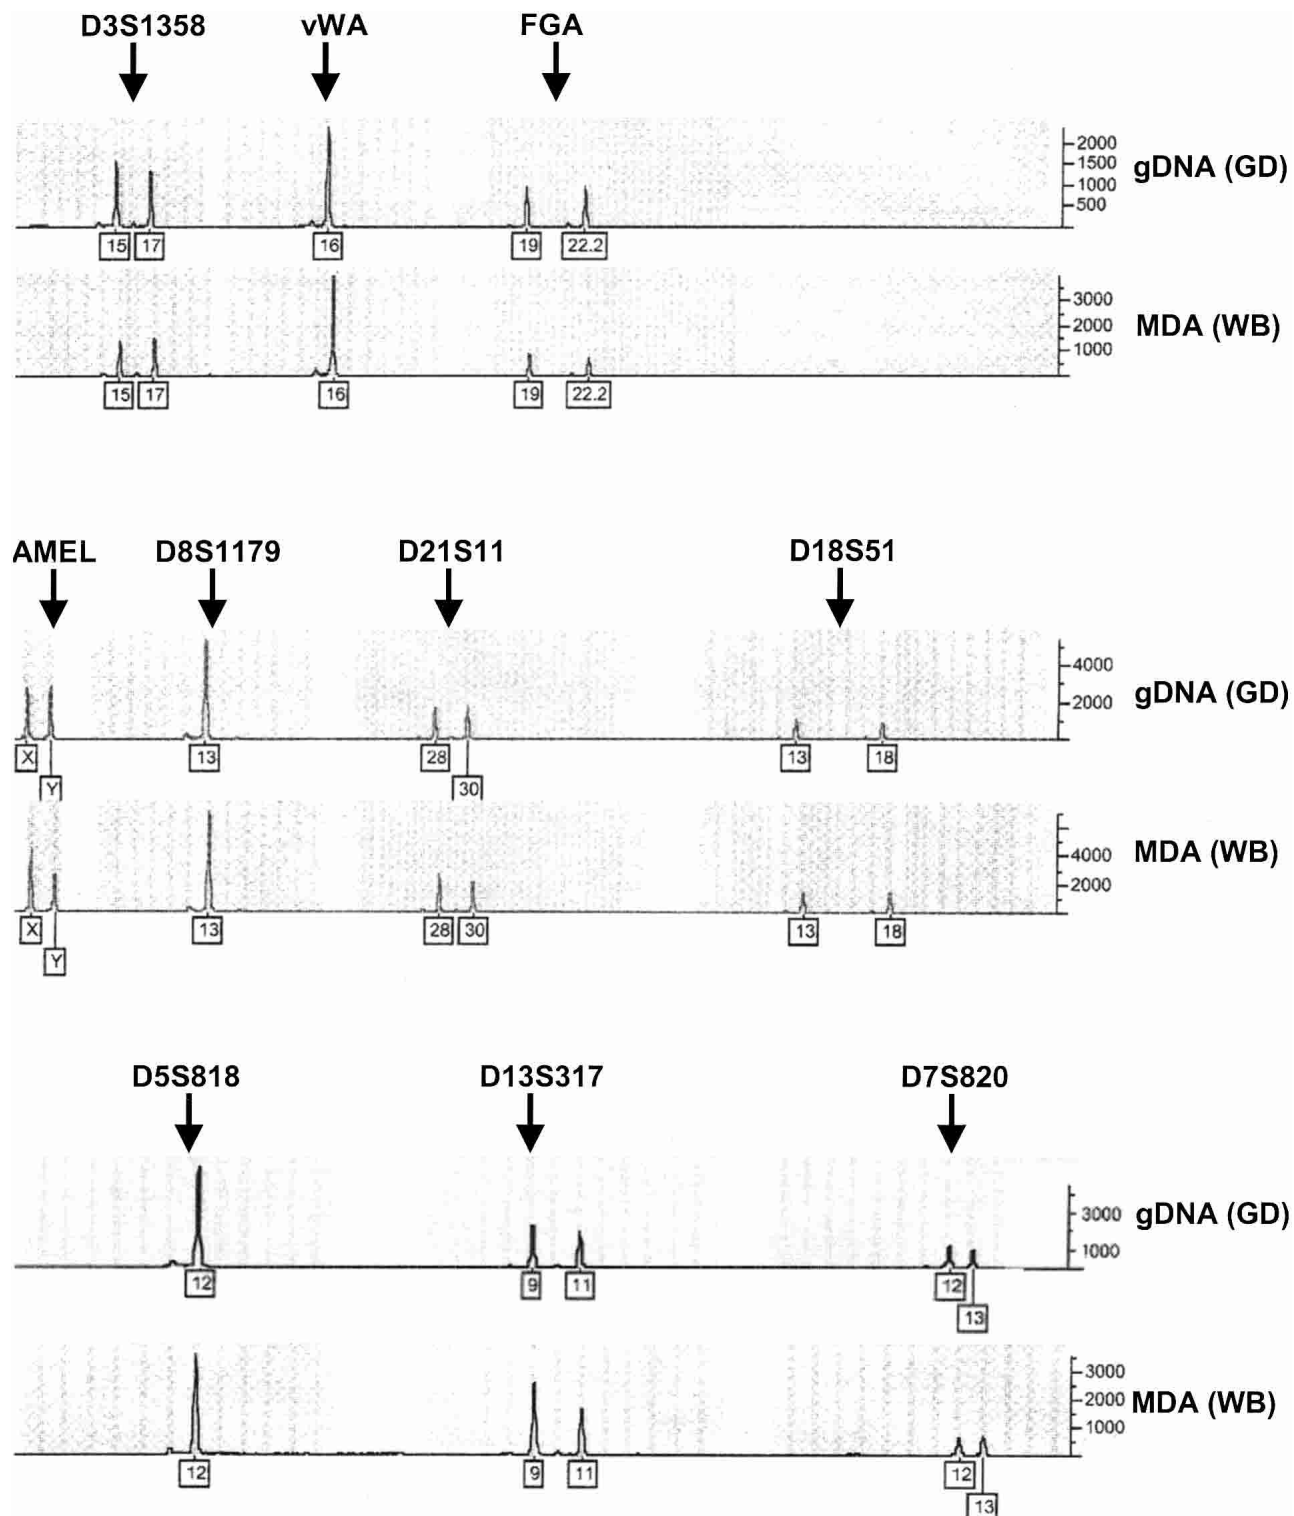 D3S1358 vWA FGA
2000
1500
1000
500
gDNA (GD)
15 17 16 19 22.2
3000
2000
1000
MDA (WB)
15 17 16 19 22.2
AMEL D8S1179 D21S11 D18S51
4000
2000
gDNA (GD)
X 13 28 13 18
Y 30
4000
2000
MDA (WB)
X 13 28 30 13 18
Y
D5S818 D13S317 D7S820
3000
1000
gDNA (GD)
12 9 11 12
13
3000
2000
1000
MDA (WB)
12 9 11 12
13